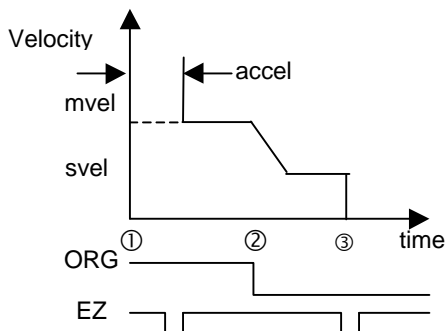 Velocity
accel
mvel
svel
① ② ③ time
ORG
EZ